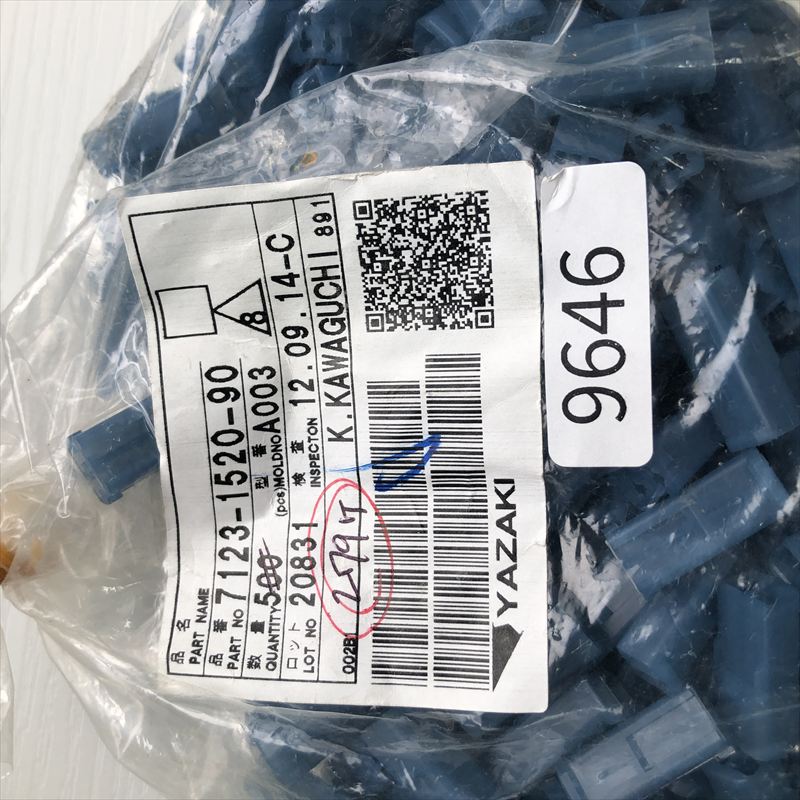 品 名
PART NAME
8
品 番
PART NO 7123-1520-90
数 量
QUANTITY 500 (pcs)
型 番
MOLDNO A003
ロット
LOT NO 20831
検 査
INSPECTON 12.09.14-C
K.KAWAGUCHI 891
002B1
YAZAKI
9646